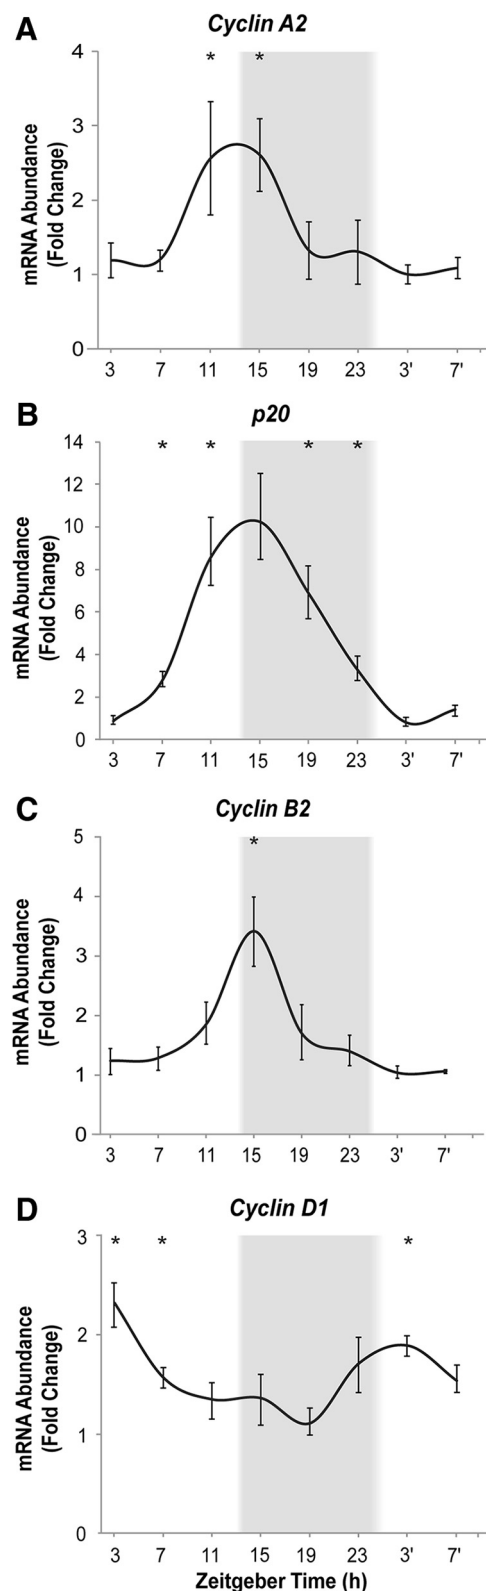 A
Cyclin A2
* *
mRNA Abundance
(Fold Change)
4
3
2
1
0
3 7 11 15 19 23 3' 7'
B
p20
* * * *
mRNA Abundance
(Fold Change)
14
12
10
8
6
4
2
0
3 7 11 15 19 23 3' 7'
C
Cyclin B2
*
mRNA Abundance
(Fold Change)
5
4
3
2
1
0
3 7 11 15 19 23 3' 7'
D
Cyclin D1
* * *
mRNA Abundance
(Fold Change)
3
2
1
0
3 7 11 15 19 23 3' 7'
Zeitgeber Time (h)